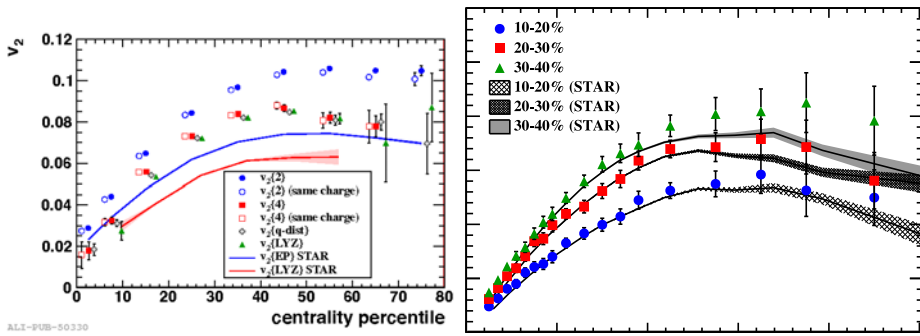 v₂
0.12
0.1
0.08
0.06
0.04
0.02
0
v₂{2}
v₂{2} (same charge)
v₂{4}
v₂{4} (same charge)
v₂{q-dist}
v₂{LYZ}
v₂{EP} STAR
v₂{LYZ} STAR
0 10 20 30 40 50 60 70 80
centrality percentile
ALI-PUB-50330
10-20%
20-30%
30-40%
10-20% (STAR)
20-30% (STAR)
30-40% (STAR)